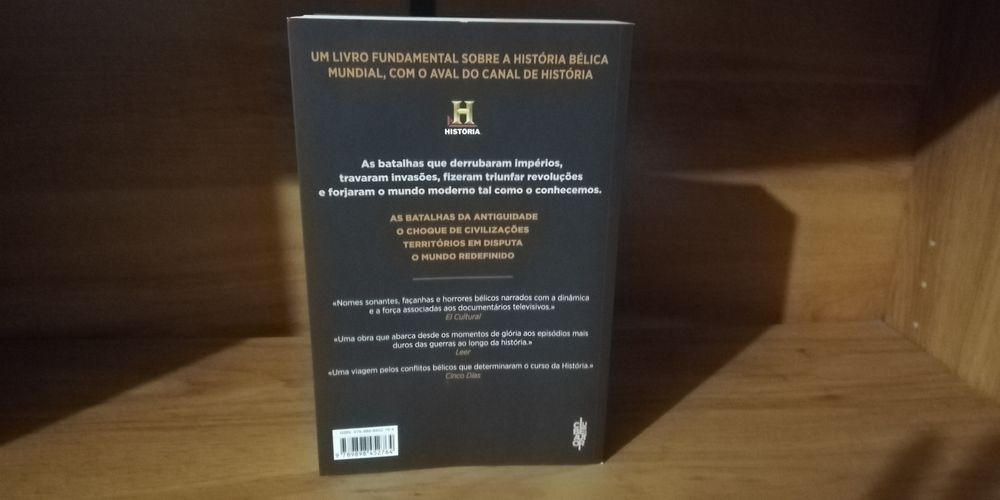 UM LIVRO FUNDAMENTAL SOBRE A HISTÓRIA BÉLICA
MUNDIAL, COM O AVAL DO CANAL DE HISTÓRIA
H
HISTORIA
As batalhas que derrubaram impérios,
travaram invasões, fizeram triunfar revoluções
e forjaram o mundo moderno tal como o conhecemos.
AS BATALHAS DA ANTIGUIDADE
O CHOQUE DE CIVILIZAÇÕES
TERRITÓRIOS EM DISPUTA
O MUNDO REDEFINIDO
«Nomes sonantes, façanhas e horrores bélicos narrados com a dinâmica
e a força associadas aos documentários televisivos.»
El Cultural
«Uma obra que abarca desde os momentos de glória aos episódios mais
duros das guerras ao longo da história.»
Leer
«Uma viagem pelos conflitos bélicos que determinaram o curso da História.»
Cinco Días
9 789898 452764